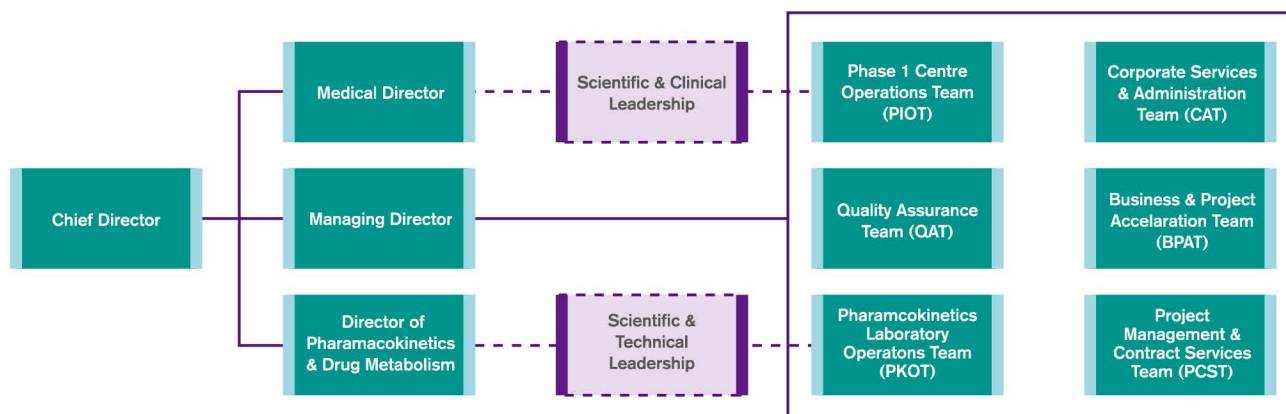 Chief Director
Medical Director
Managing Director
Director of
Pharamacokinetics
& Drug Metabolism
Scientific & Clinical
Leadership
Scientific &
Technical
Leadership
Phase 1 Centre
Operations Team
(PIOT)
Quality Assurance
Team (QAT)
Pharamcokinetics
Laboratory
Operatons Team
(PKOT)
Corporate Services
& Administration
Team (CAT)
Business & Project
Accelaration Team
(BPAT)
Project
Management &
Contract Services
Team (PCST)